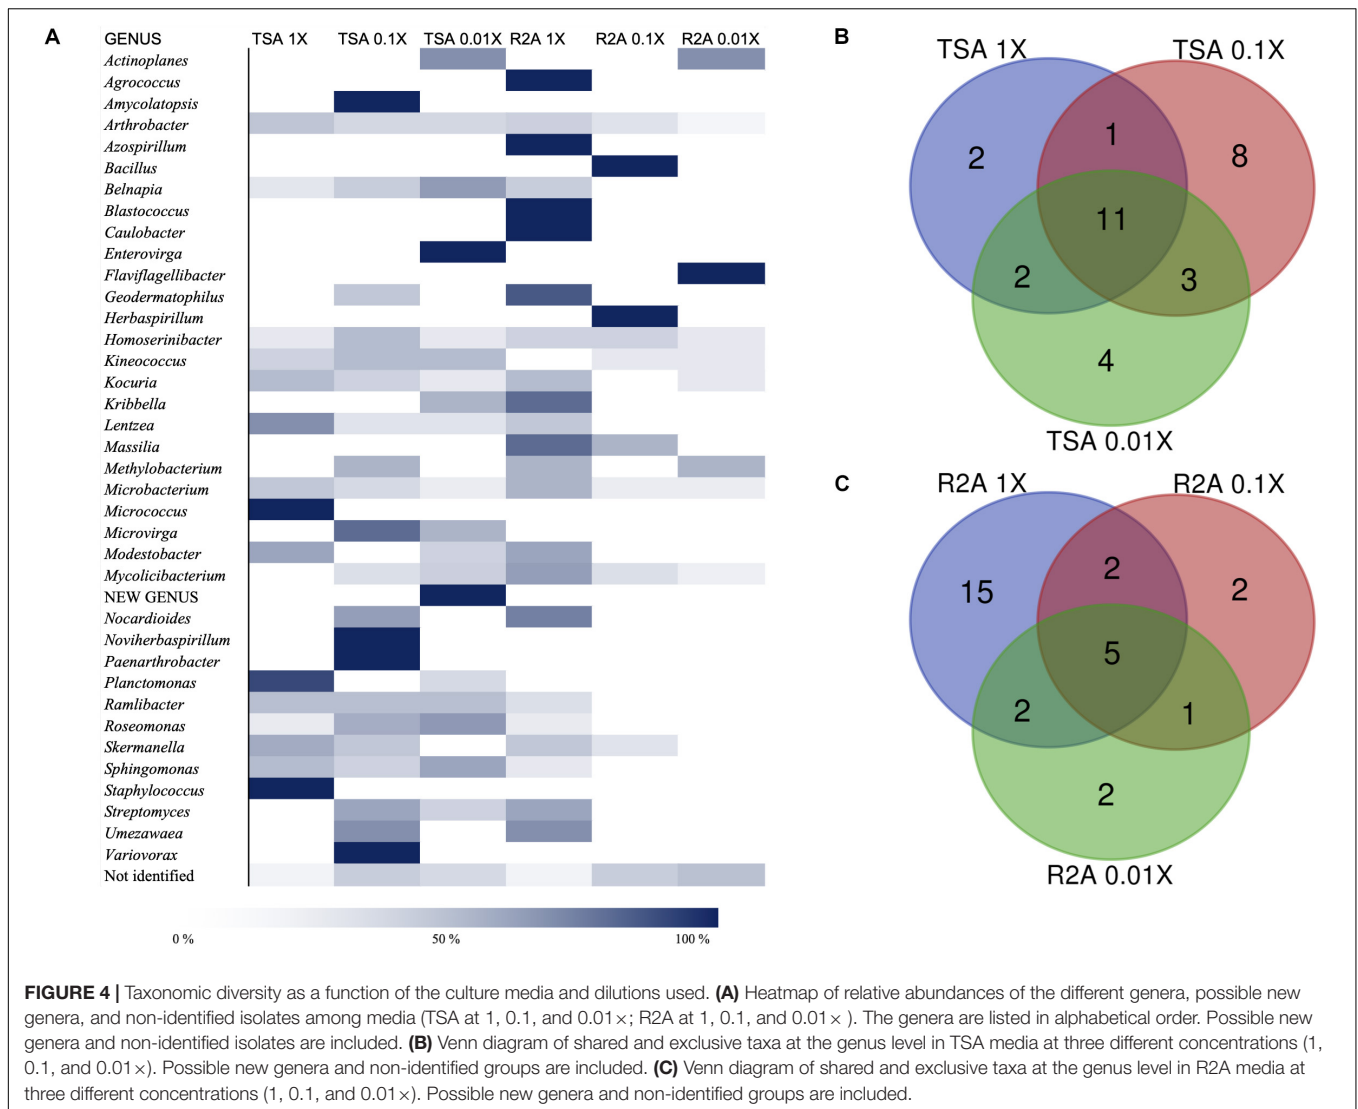 A
GENUS TSA 1X TSA 0.1X TSA 0.01X R2A 1X R2A 0.1X R2A 0.01X
Actinoplanes
Agrococcus
Amycolatopsis
Arthrobacter
Azospirillum
Bacillus
Belnapia
Blastococcus
Caulobacter
Enterovirga
Flaviflagellibacter
Geodermatophilus
Herbaspirillum
Homoserinibacter
Kineococcus
Kocuria
Kribbella
Lentzea
Massilia
Methylobacterium
Microbacterium
Micrococcus
Microvirga
Modestobacter
Mycolicibacterium
NEW GENUS
Nocardioides
Noviherbaspirillum
Paenarthrobacter
Planctomonas
Ramlibacter
Roseomonas
Skermanella
Sphingomonas
Staphylococcus
Streptomyces
Umezawaea
Variovorax
Not identified
0 % 50 % 100 %
B
TSA 1X TSA 0.1X
2 1 8
11
2 3
4
TSA 0.01X
C
R2A 1X R2A 0.1X
15 2 2
5
2 1
2
R2A 0.01X
FIGURE 4 | Taxonomic diversity as a function of the culture media and dilutions used. (A) Heatmap of relative abundances of the different genera, possible new
genera, and non-identified isolates among media (TSA at 1, 0.1, and 0.01×; R2A at 1, 0.1, and 0.01× ). The genera are listed in alphabetical order. Possible new
genera and non-identified isolates are included. (B) Venn diagram of shared and exclusive taxa at the genus level in TSA media at three different concentrations (1,
0.1, and 0.01×). Possible new genera and non-identified groups are included. (C) Venn diagram of shared and exclusive taxa at the genus level in R2A media at
three different concentrations (1, 0.1, and 0.01×). Possible new genera and non-identified groups are included.